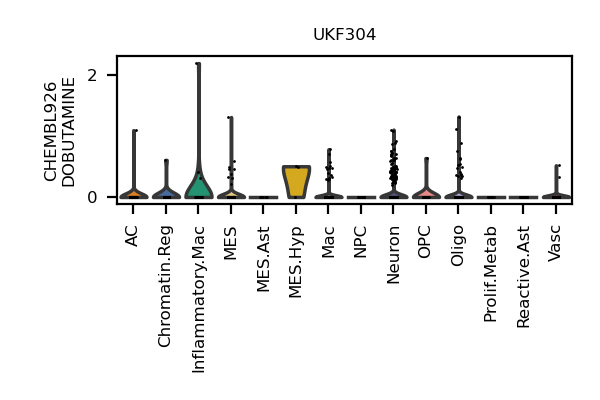 UKF304
CHEMBL926
DOBUTAMINE
2
0
AC
Chromatin.Reg
Inflammatory.Mac
MES
MES.Ast
MES.Hyp
Mac
NPC
Neuron
OPC
Oligo
Prolif.Metab
Reactive.Ast
Vasc